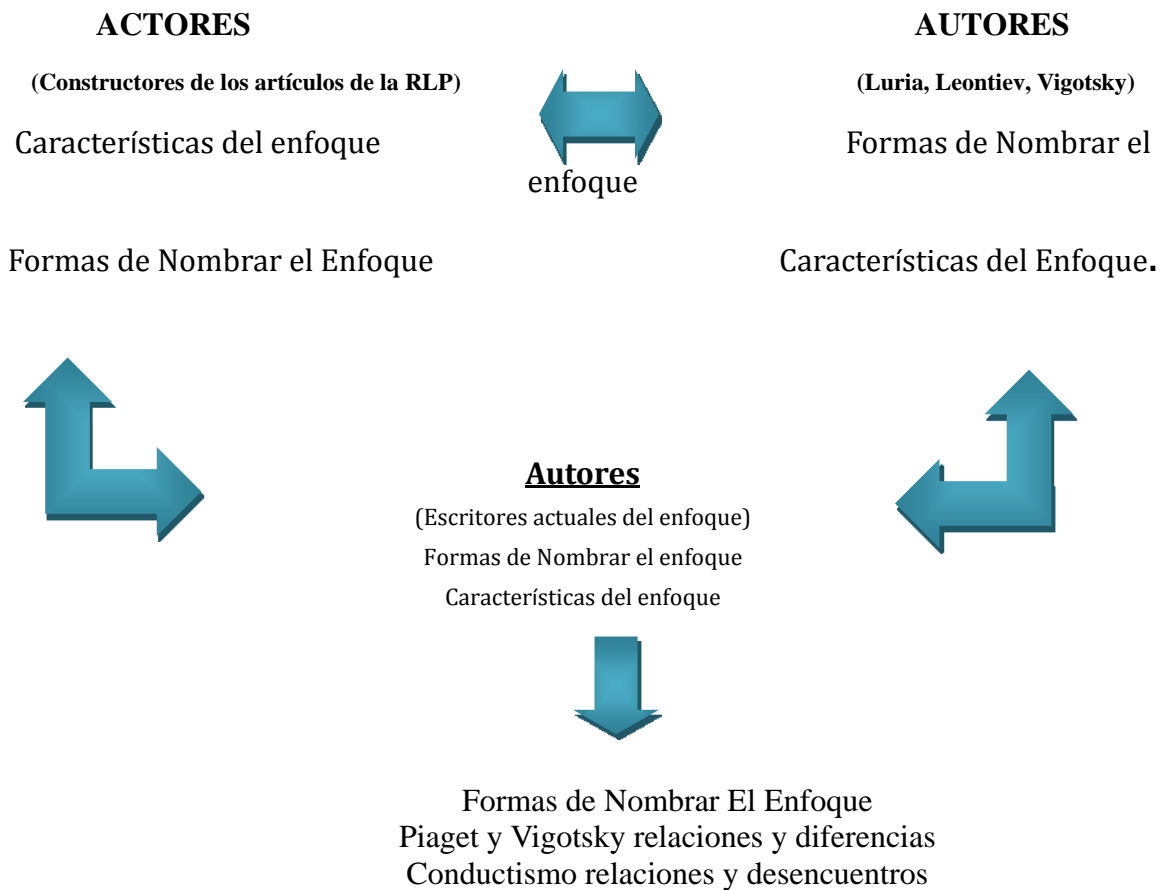 ACTORES
AUTORES
(Constructores de los artículos de la RLP)
(Luria, Leontiev, Vigotsky)
Características del enfoque
Formas de Nombrar el
enfoque
Formas de Nombrar el Enfoque
Características del Enfoque.
Autores
(Escritores actuales del enfoque)
Formas de Nombrar el enfoque
Características del enfoque
Formas de Nombrar El Enfoque
Piaget y Vigotsky relaciones y diferencias
Conductismo relaciones y desencuentros